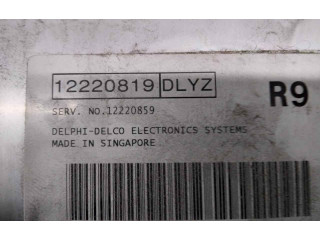 12220819 DLYZ R9
SERV. NO.12220859
DELPHI-DELCO ELECTRONICS SYSTEMS
MADE IN SINGAPORE